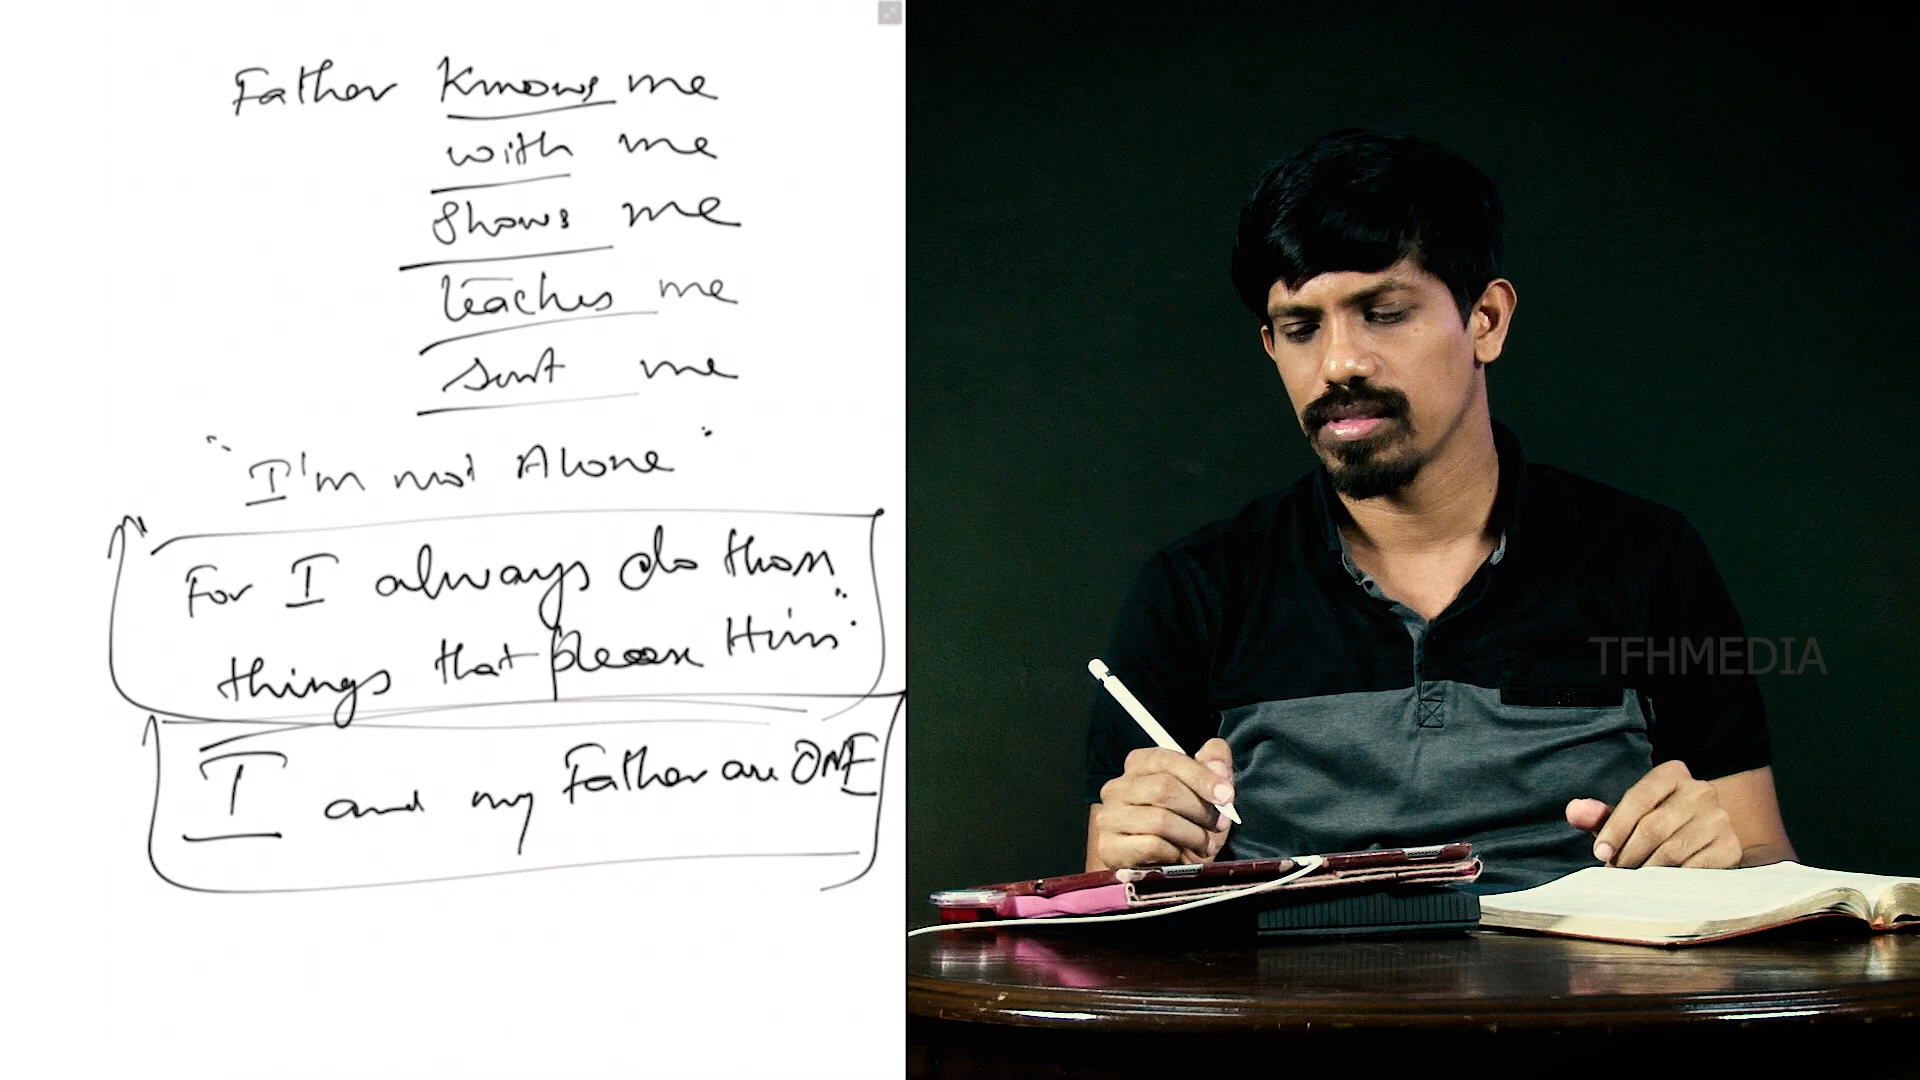 Father Knows me
with me
Shows me
teaches me
sent me
"I'm not Alone"
"For I always do those
things that please Him"
I and my Father are ONE
TFHMEDIA